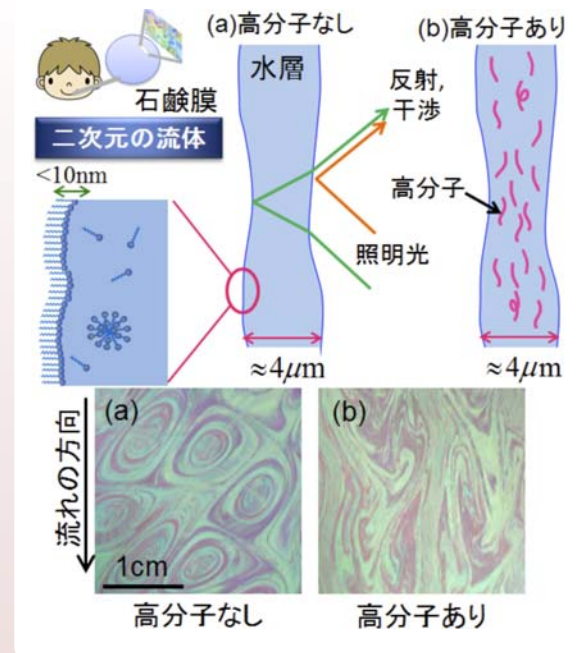 (a)高分子なし
(b)高分子あり
水層
反射,
干渉
石鹸膜
二次元の流体
<10nm
高分子
照明光
≈4μm
≈4μm
(a)
(b)
流れの方向
1cm
高分子なし
高分子あり